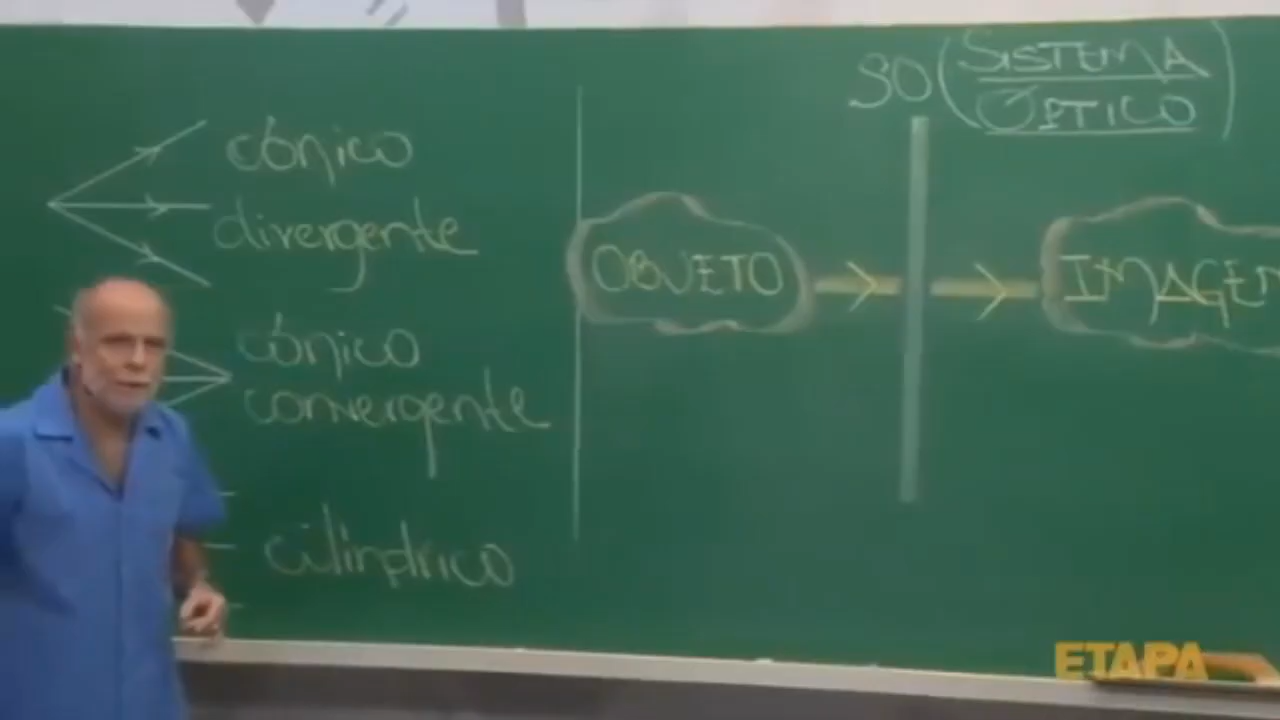 cônico
divergente
cônico
convergente
cilíndrico
SO (SISTEMA
ÓPTICO)
OBJETO
IMAGEM
ETAPA